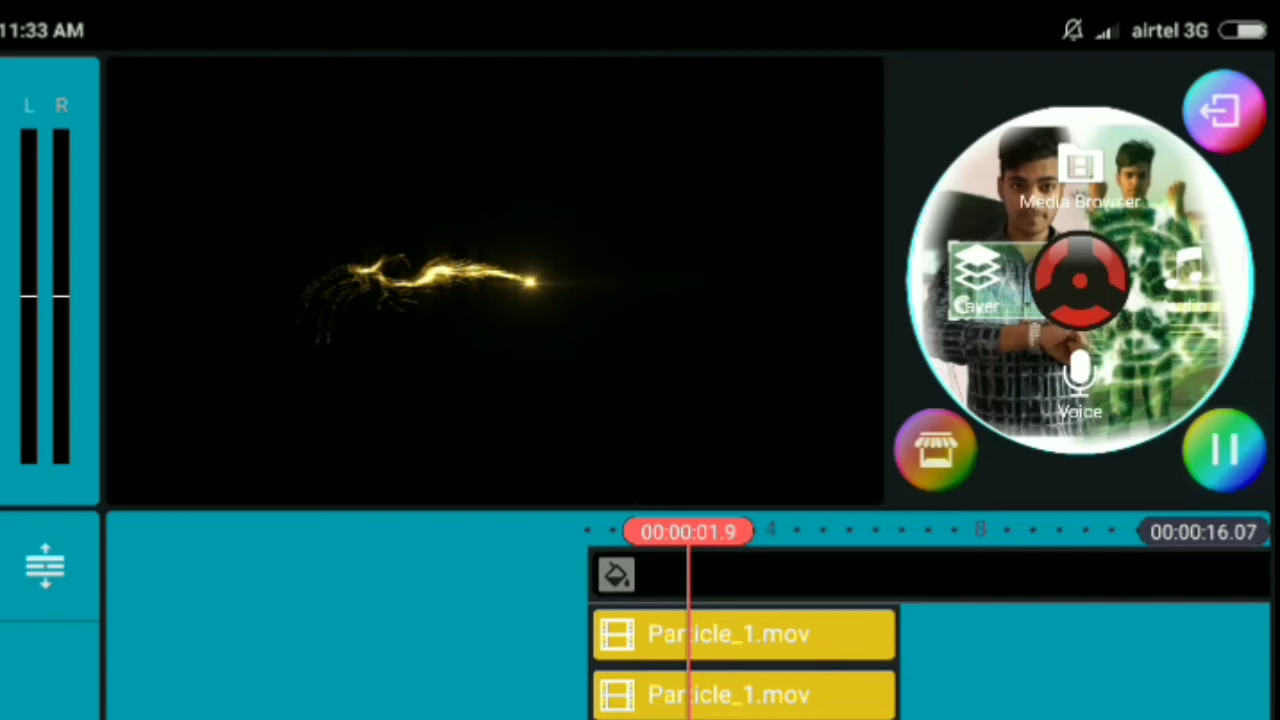 11:33 AM
airtel 3G
L R
Media Browser
Layer
Audio
Voice
00:00:01.9
4
8
00:00:16.07
Particle_1.mov
Particle_1.mov